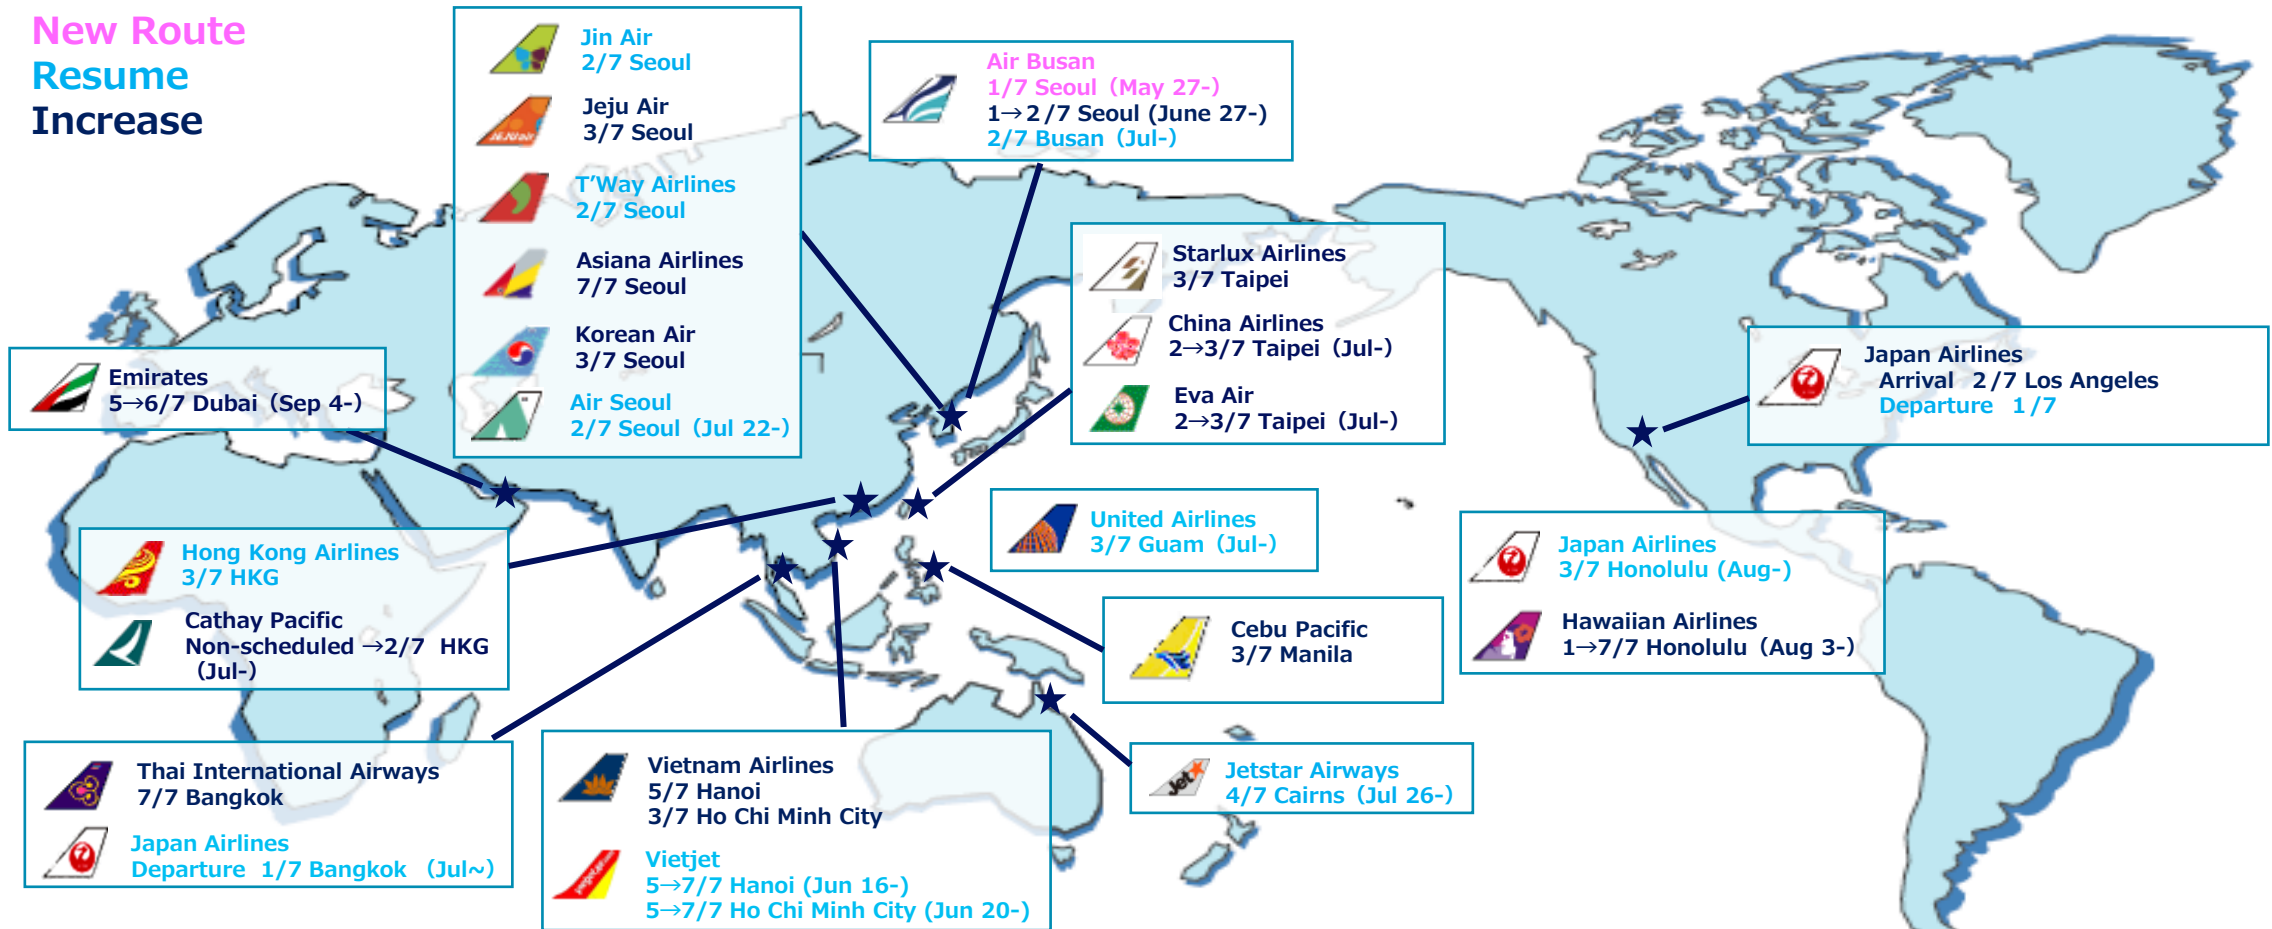 New Route
Resume
Increase
Jin Air
2/7 Seoul
Jeju Air
3/7 Seoul
T’Way Airlines
2/7 Seoul
Asiana Airlines
7/7 Seoul
Korean Air
3/7 Seoul
Air Seoul
2/7 Seoul（Jul 22-）
Air Busan
1/7 Seoul（May 27-）
1→2/7 Seoul (June 27-)
2/7 Busan（Jul-）
Starlux Airlines
3/7 Taipei
China Airlines
2→3/7 Taipei（Jul-）
Eva Air
2→3/7 Taipei（Jul-）
Emirates
5→6/7 Dubai（Sep 4-）
Japan Airlines
Arrival 2/7 Los Angeles
Departure 1/7
Hong Kong Airlines
3/7 HKG
Cathay Pacific
Non-scheduled →2/7 HKG
（Jul-）
United Airlines
3/7 Guam（Jul-）
Japan Airlines
3/7 Honolulu (Aug-)
Hawaiian Airlines
1→7/7 Honolulu（Aug 3-）
Cebu Pacific
3/7 Manila
Thai International Airways
7/7 Bangkok
Japan Airlines
Departure 1/7 Bangkok （Jul~）
Vietnam Airlines
5/7 Hanoi
3/7 Ho Chi Minh City
Vietjet
5→7/7 Hanoi (Jun 16-)
5→7/7 Ho Chi Minh City (Jun 20-)
Jet
Jetstar Airways
4/7 Cairns（Jul 26-）